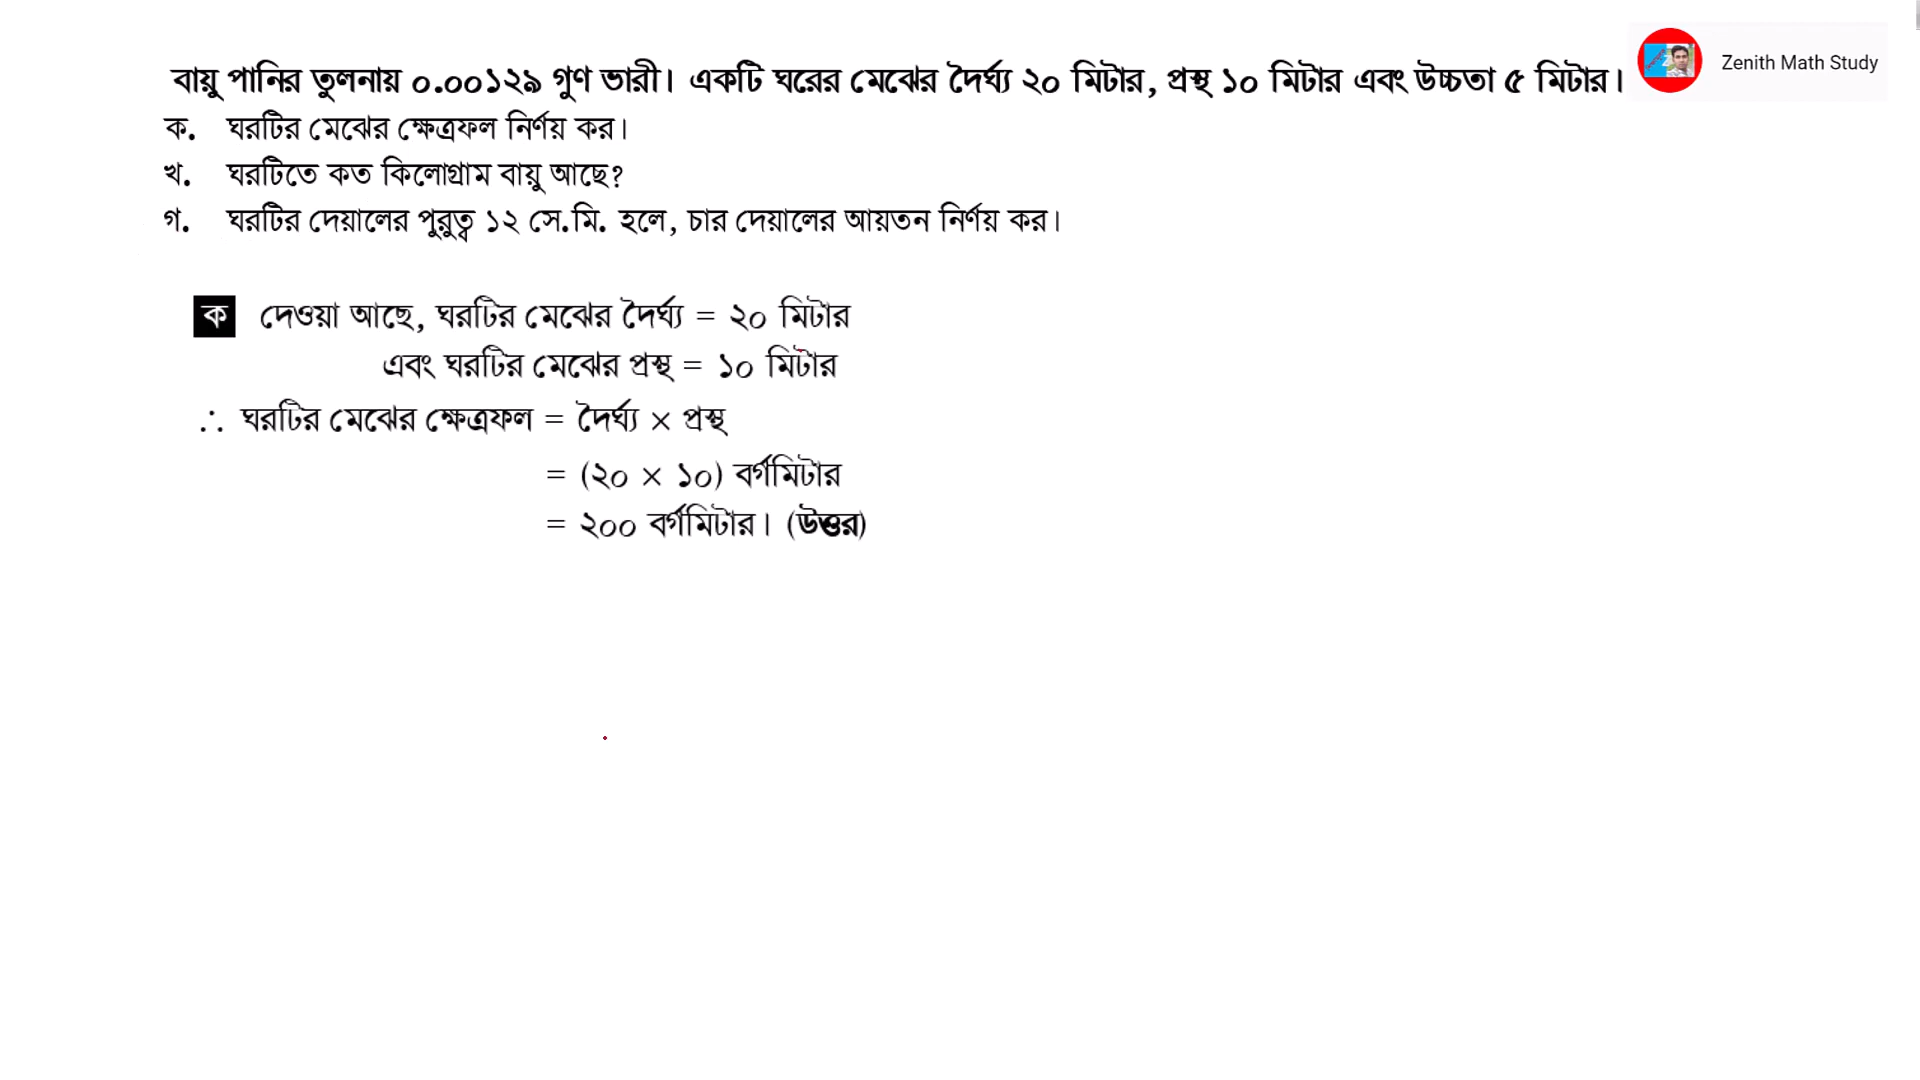 বায়ু পানির তুলনায় ০.০০১২৯ গুণ ভারী। একটি ঘরের মেঝের দৈর্ঘ্য ২০ মিটার, প্রস্থ ১০ মিটার এবং উচ্চতা ৫ মিটার।
Zenith Math Study
ক. ঘরটির মেঝের ক্ষেত্রফল নির্ণয় কর।
খ. ঘরটিতে কত কিলোগ্রাম বায়ু আছে?
গ. ঘরটির দেয়ালের পুরুত্ব ১২ সে.মি. হলে, চার দেয়ালের আয়তন নির্ণয় কর।
ক দেওয়া আছে, ঘরটির মেঝের দৈর্ঘ্য = ২০ মিটার
এবং ঘরটির মেঝের প্রস্থ = ১০ মিটার
∴ ঘরটির মেঝের ক্ষেত্রফল = দৈর্ঘ্য × প্রস্থ
= (২০ × ১০) বর্গমিটার
= ২০০ বর্গমিটার। (উত্তর)